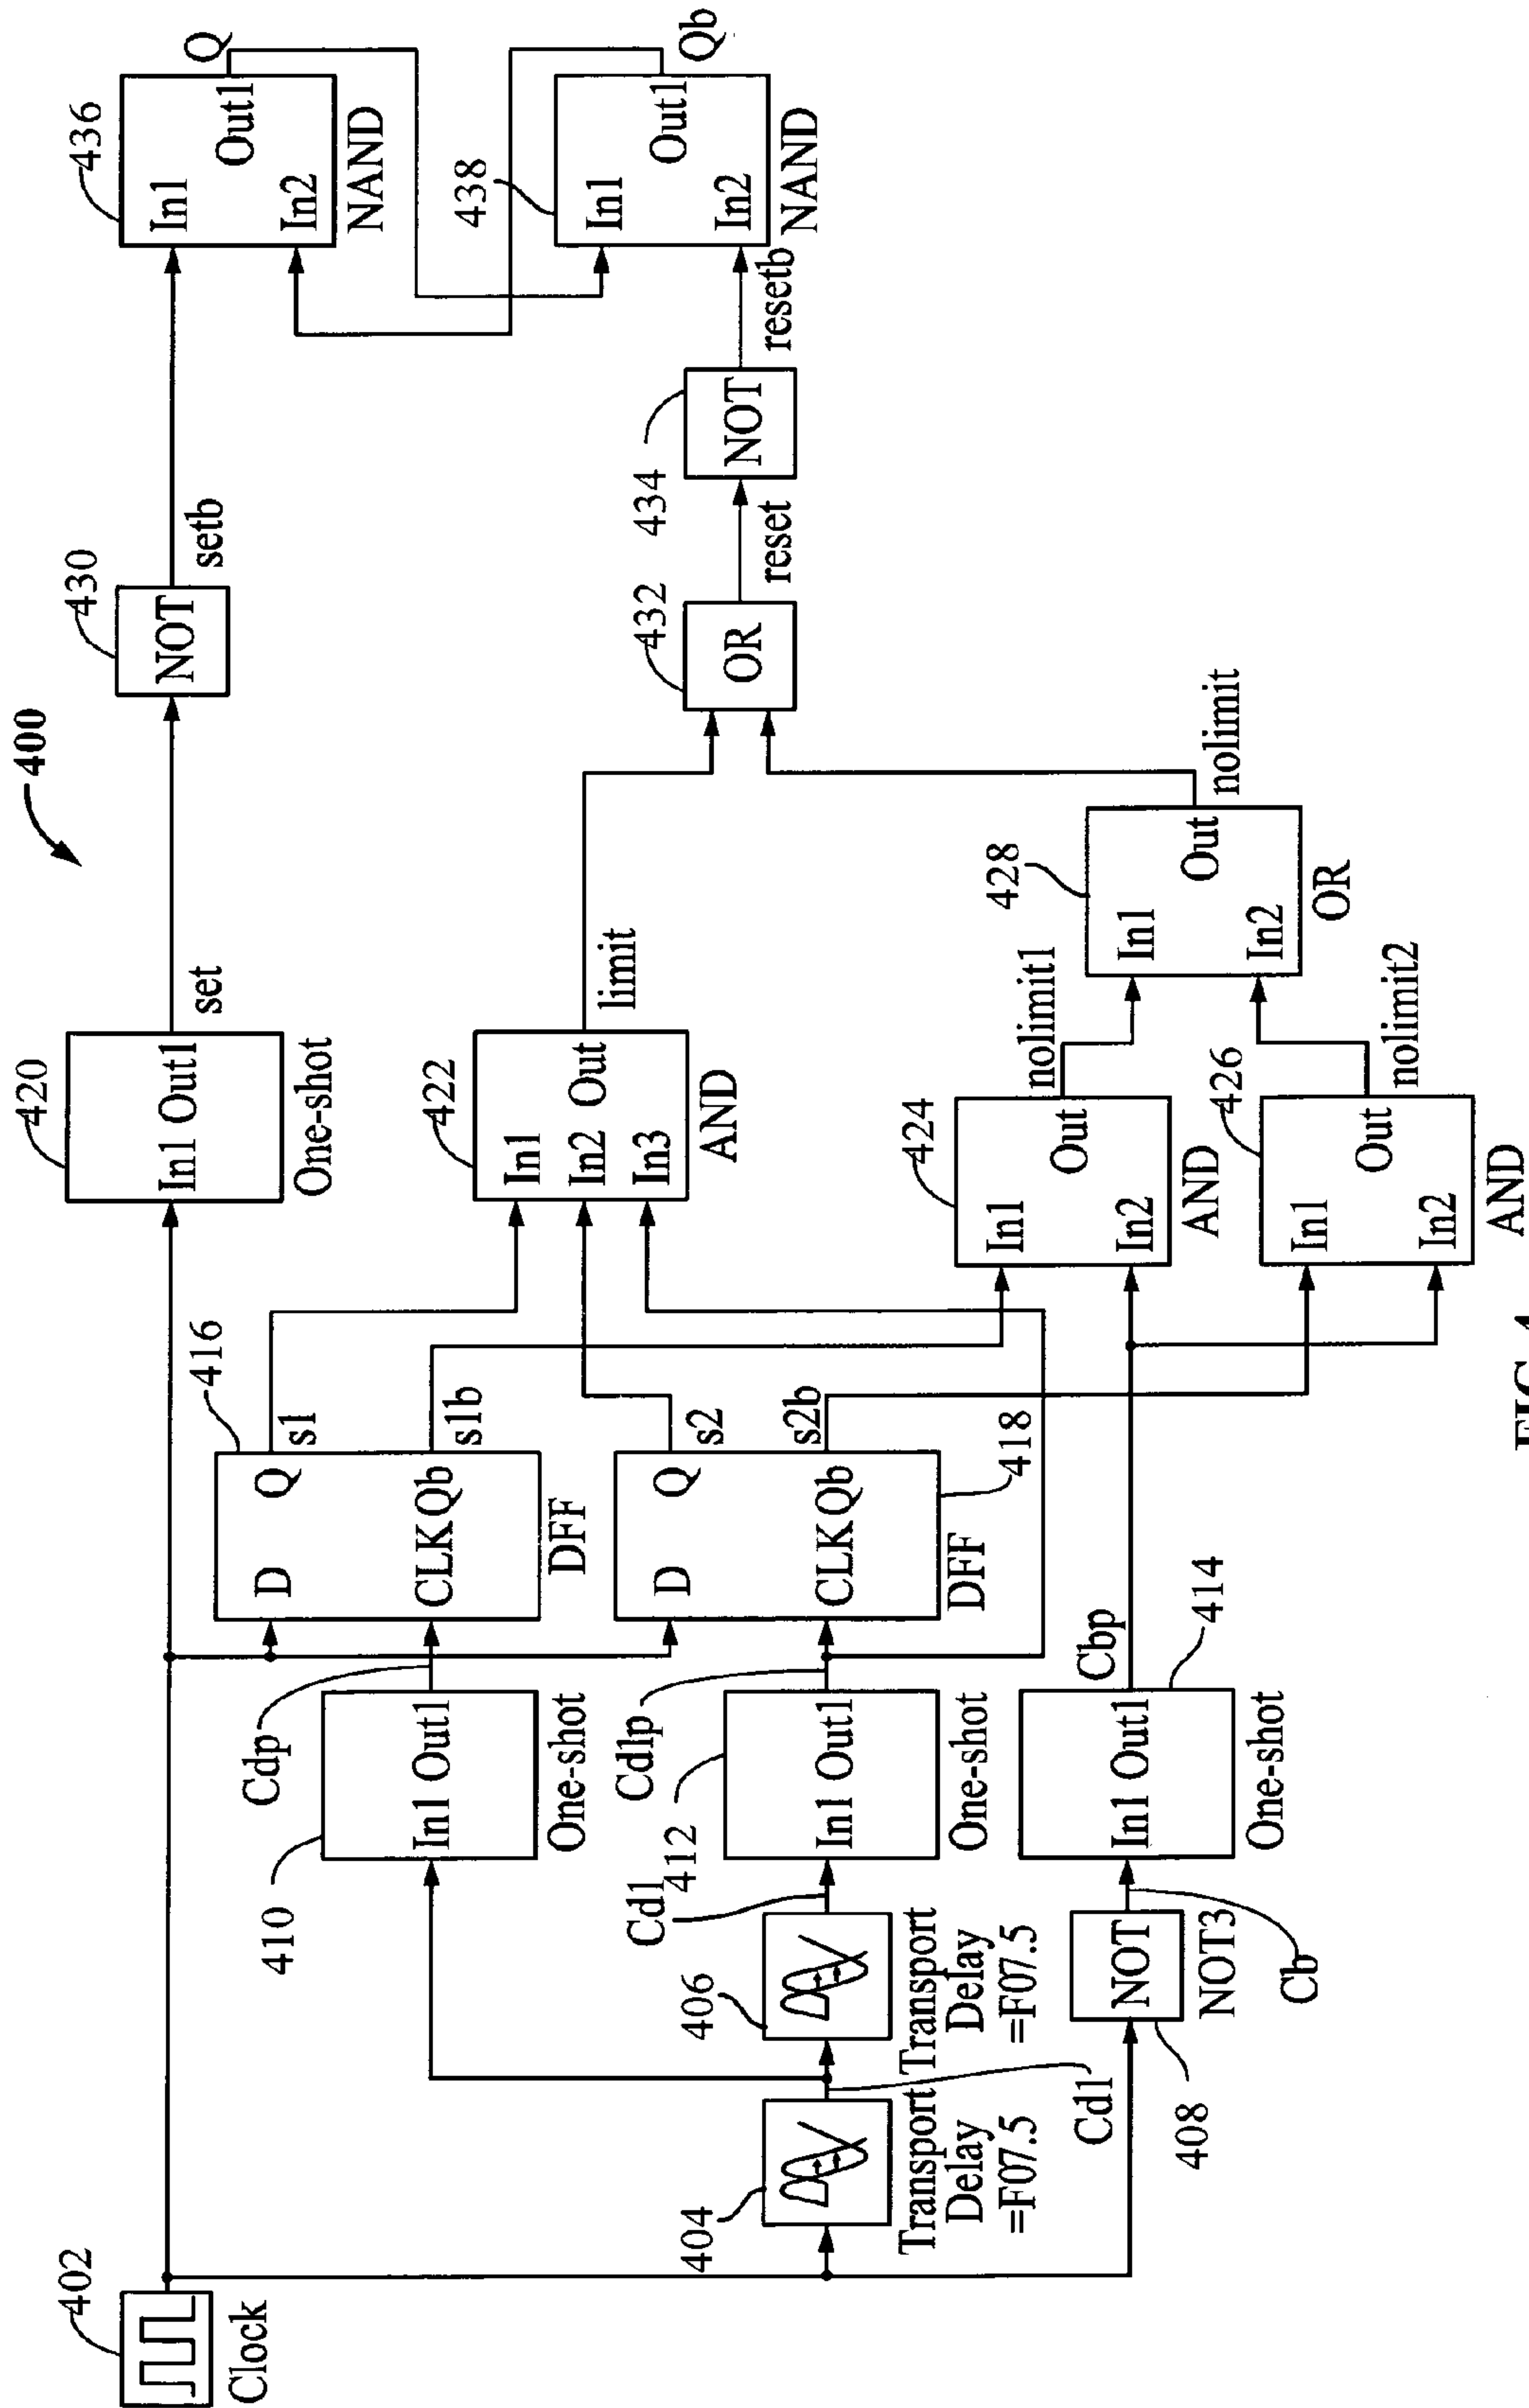 400
402
Clock
404
Transport
Delay
=F07.5
Cd1
406
Transport
Delay
=F07.5
Cd1
408
NOT
NOT3
Cb
410
In1 Out1
One-shot
Cdp
412
In1 Out1
One-shot
Cd1p
414
In1 Out1
One-shot
Cbp
416
D Q
CLK Qb
DFF
s1
s1b
418
D Q
CLK Qb
DFF
s2
s2b
420
In1 Out1
One-shot
set
422
In1
In2 Out
In3
AND
limit
424
In1
Out
In2
AND
nolimit1
426
In1
Out
In2
AND
nolimit2
428
In1
Out
In2
OR
nolimit
430
NOT
setb
432
OR
reset
434
NOT
resetb
436
In1
Out1
In2
NAND
Q
438
In1
Out1
In2
NAND
Qb